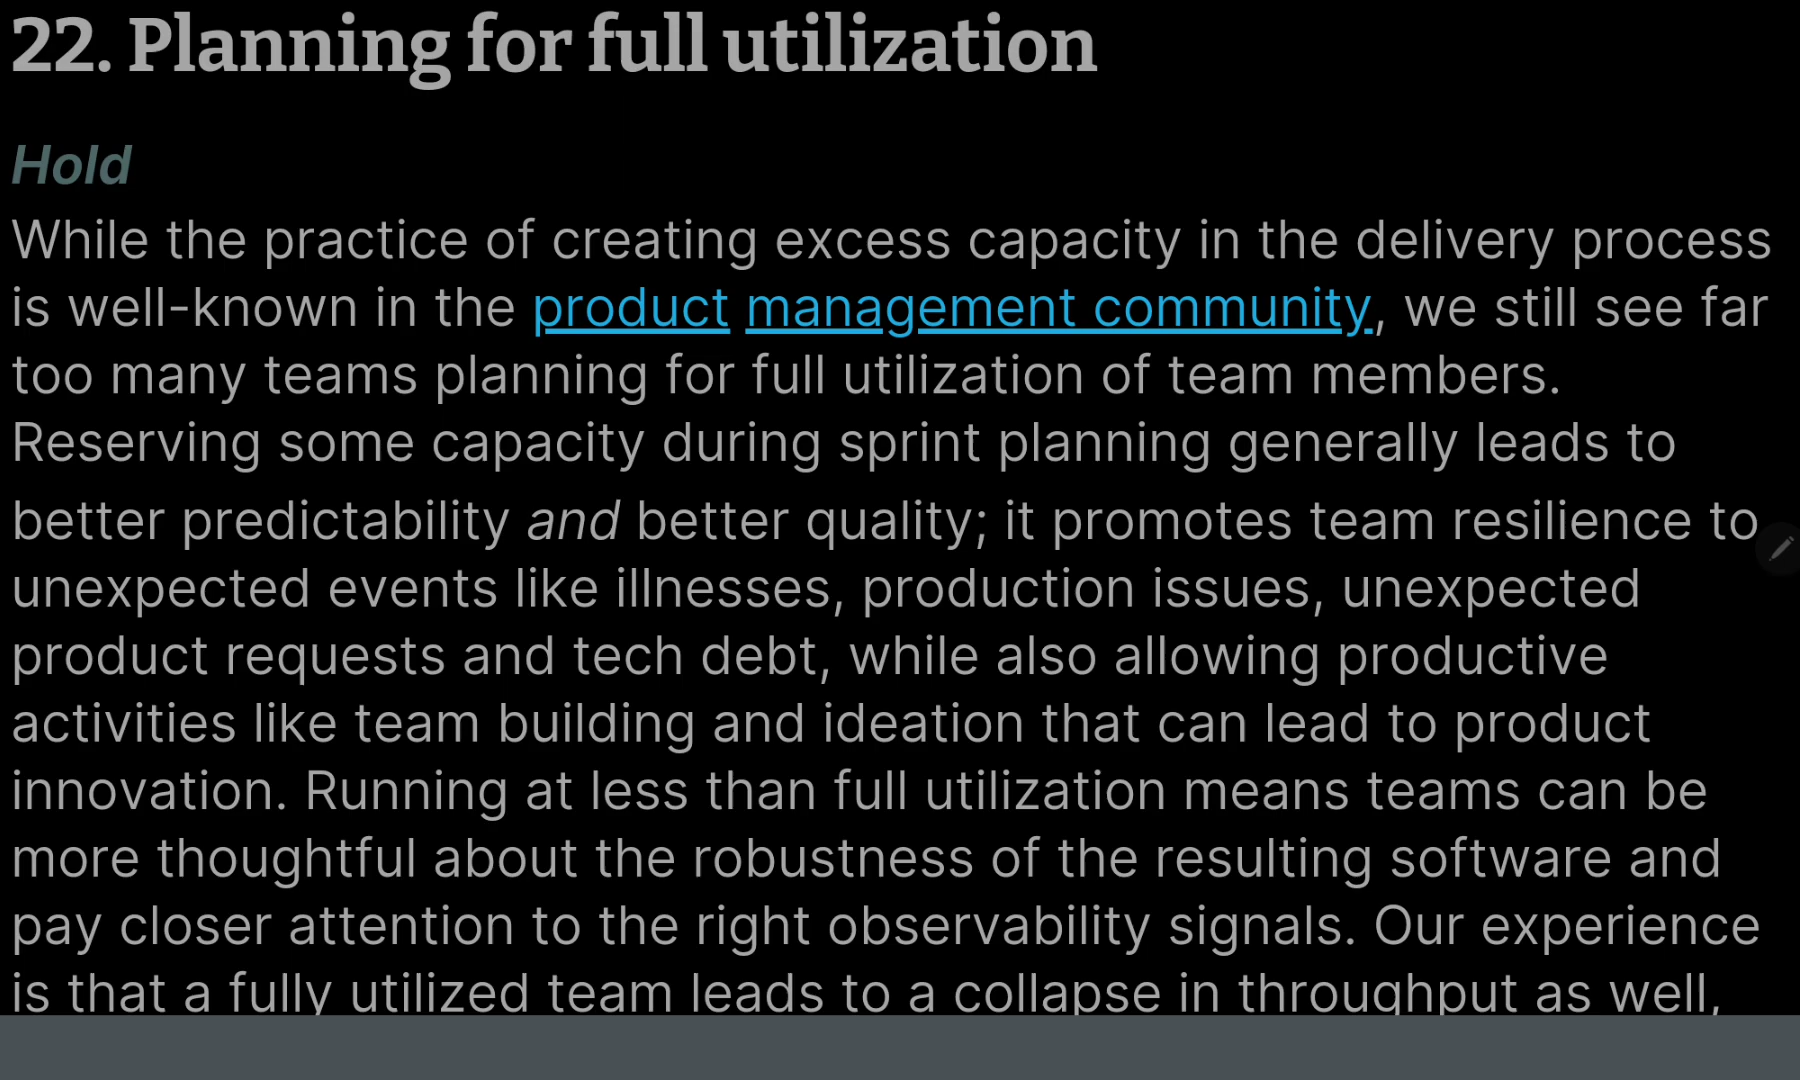 22. Planning for full utilization
Hold
While the practice of creating excess capacity in the delivery process
is well-known in the product management community, we still see far
too many teams planning for full utilization of team members.
Reserving some capacity during sprint planning generally leads to
better predictability and better quality; it promotes team resilience to
unexpected events like illnesses, production issues, unexpected
product requests and tech debt, while also allowing productive
activities like team building and ideation that can lead to product
innovation. Running at less than full utilization means teams can be
more thoughtful about the robustness of the resulting software and
pay closer attention to the right observability signals. Our experience
is that a fully utilized team leads to a collapse in throughput as well,